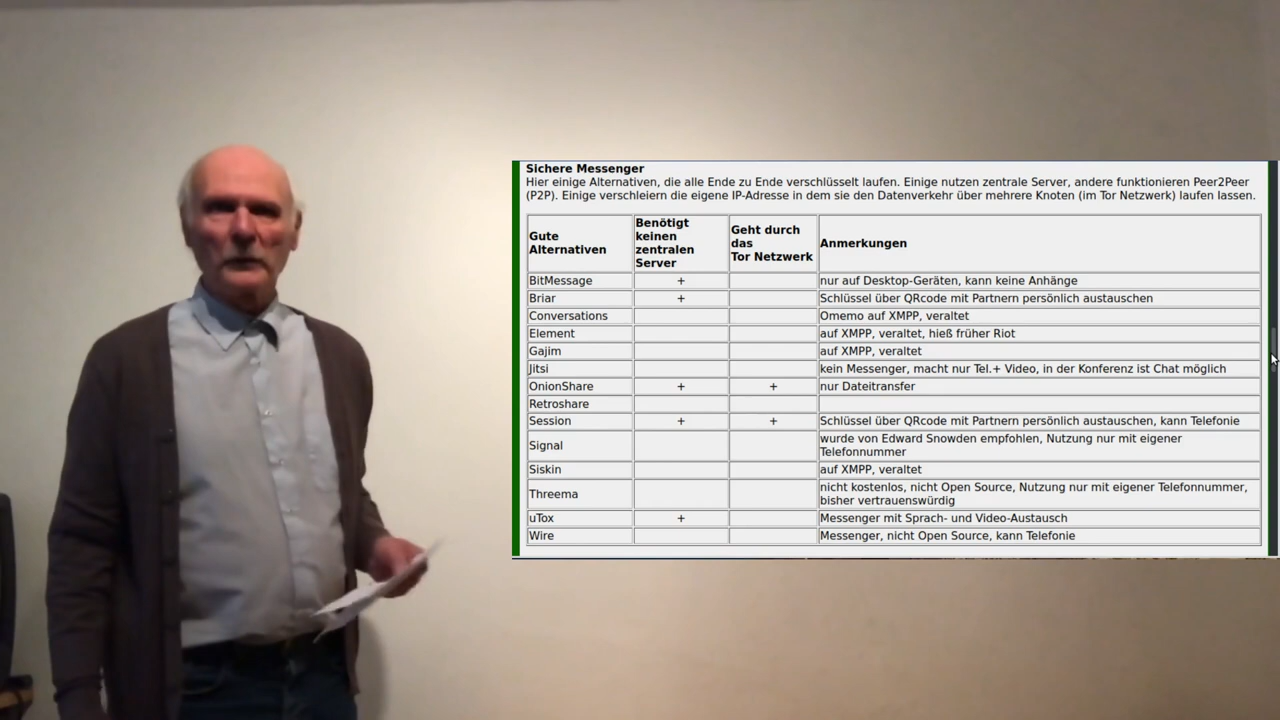 Sichere Messenger
Hier einige Alternativen, die alle Ende zu Ende verschlüsselt laufen. Einige nutzen zentrale Server, andere funktionieren Peer2Peer
(P2P). Einige verschleiern die eigene IP-Adresse in dem sie den Datenverkehr über mehrere Knoten (im Tor Netzwerk) laufen lassen.
Gute
Alternativen
Benötigt
keinen
zentralen
Server
Geht durch
das
Tor Netzwerk
Anmerkungen
BitMessage + nur auf Desktop-Geräten, kann keine Anhänge
Briar + Schlüssel über QRcode mit Partnern persönlich austauschen
Conversations Omemo auf XMPP, veraltet
Element auf XMPP, veraltet, hieß früher Riot
Gajim auf XMPP, veraltet
Jitsi kein Messenger, macht nur Tel.+ Video, in der Konferenz ist Chat möglich
OnionShare + + nur Dateitransfer
Retroshare
Session + + Schlüssel über QRcode mit Partnern persönlich austauschen, kann Telefonie
Signal wurde von Edward Snowden empfohlen, Nutzung nur mit eigener
Telefonnummer
Siskin auf XMPP, veraltet
Threema nicht kostenlos, nicht Open Source, Nutzung nur mit eigener Telefonnummer,
bisher vertrauenswürdig
uTox + Messenger mit Sprach- und Video-Austausch
Wire Messenger, nicht Open Source, kann Telefonie